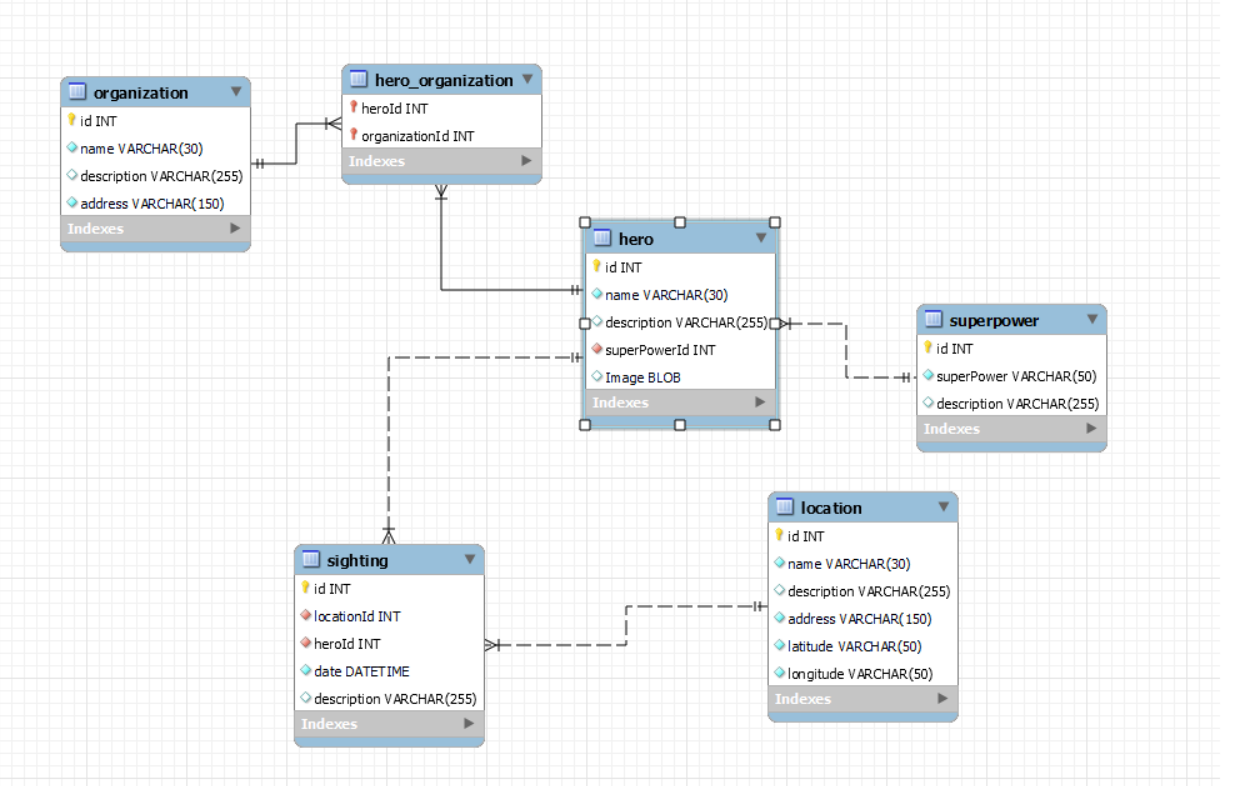 organization
id INT
name VARCHAR(30)
description VARCHAR(255)
address VARCHAR(150)
Indexes
hero_organization
heroId INT
organizationId INT
Indexes
hero
id INT
name VARCHAR(30)
description VARCHAR(255)
superPowerId INT
Image BLOB
Indexes
superpower
id INT
superPower VARCHAR(50)
description VARCHAR(255)
Indexes
sighting
id INT
locationId INT
heroId INT
date DATETIME
description VARCHAR(255)
Indexes
location
id INT
name VARCHAR(30)
description VARCHAR(255)
address VARCHAR(150)
latitude VARCHAR(50)
longitude VARCHAR(50)
Indexes